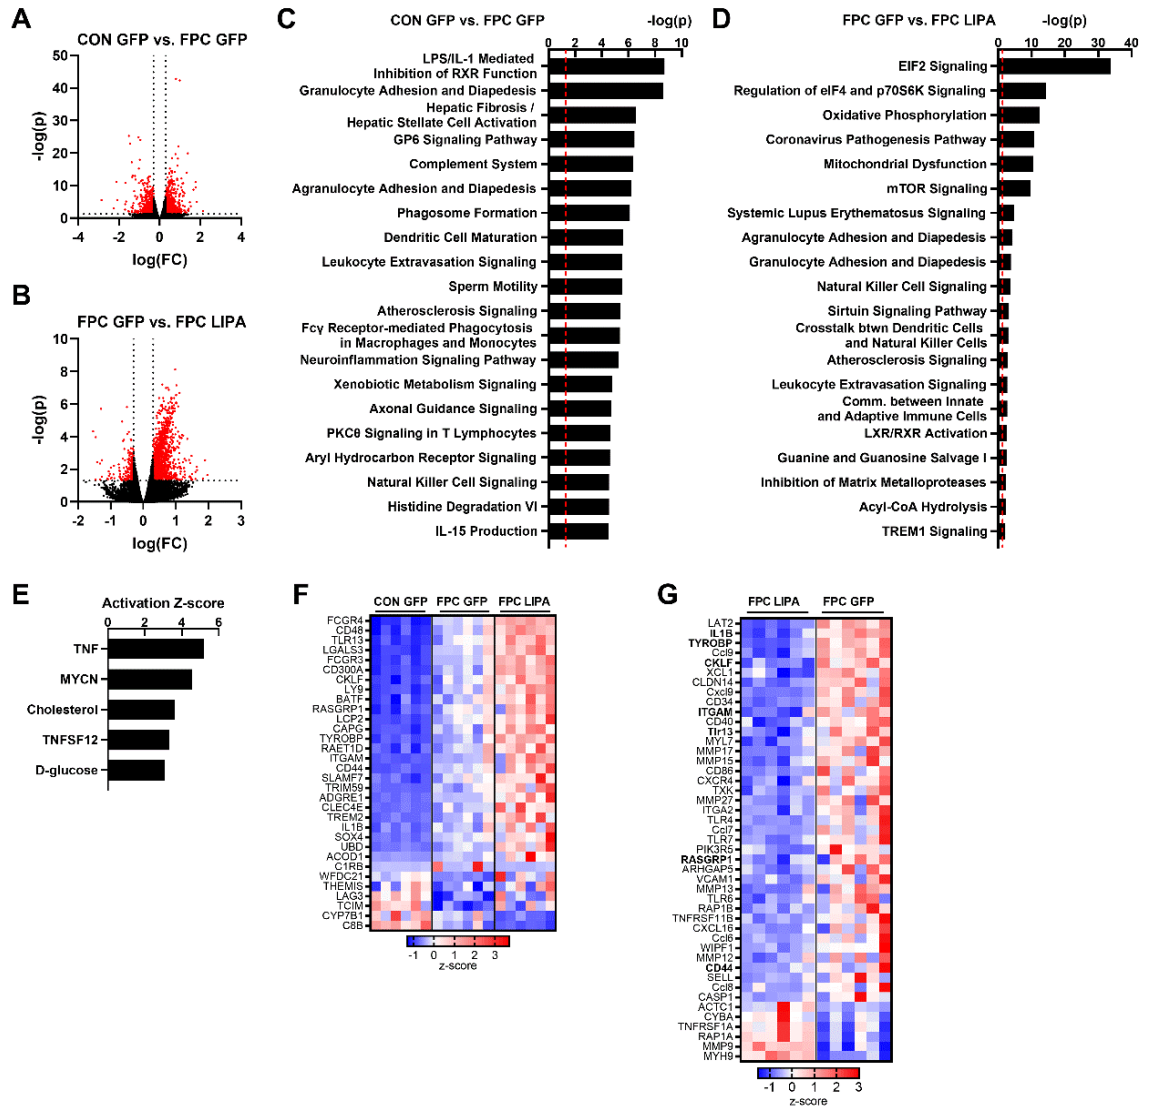 A
CON GFP vs. FPC GFP
50
40
30
20
10
0
-log(p)
-4
-2
0
2
4
log(FC)
B
FPC GFP vs. FPC LIPA
10
8
6
4
2
0
-log(p)
-2
-1
0
1
2
3
log(FC)
C
CON GFP vs. FPC GFP
-log(p)
0 2 4 6 8 10
LPS/IL-1 Mediated
Inhibition of RXR Function
Granulocyte Adhesion and Diapedesis
Hepatic Fibrosis /
Hepatic Stellate Cell Activation
GP6 Signaling Pathway
Complement System
Agranulocyte Adhesion and Diapedesis
Phagosome Formation
Dendritic Cell Maturation
Leukocyte Extravasation Signaling
Sperm Motility
Atherosclerosis Signaling
Fcγ Receptor-mediated Phagocytosis
in Macrophages and Monocytes
Neuroinflammation Signaling Pathway
Xenobiotic Metabolism Signaling
Axonal Guidance Signaling
PKCθ Signaling in T Lymphocytes
Aryl Hydrocarbon Receptor Signaling
Natural Killer Cell Signaling
Histidine Degradation VI
IL-15 Production
D
FPC GFP vs. FPC LIPA
-log(p)
0 10 20 30 40
EIF2 Signaling
Regulation of eIF4 and p70S6K Signaling
Oxidative Phosphorylation
Coronavirus Pathogenesis Pathway
Mitochondrial Dysfunction
mTOR Signaling
Systemic Lupus Erythematosus Signaling
Agranulocyte Adhesion and Diapedesis
Granulocyte Adhesion and Diapedesis
Natural Killer Cell Signaling
Sirtuin Signaling Pathway
Crosstalk btwn Dendritic Cells
and Natural Killer Cells
Atherosclerosis Signaling
Leukocyte Extravasation Signaling
Comm. between Innate
and Adaptive Immune Cells
LXR/RXR Activation
Guanine and Guanosine Salvage I
Inhibition of Matrix Metalloproteases
Acyl-CoA Hydrolysis
TREM1 Signaling
E
Activation Z-score
0 2 4 6
TNF
MYCN
Cholesterol
TNFSF12
D-glucose
F
CON GFP FPC GFP FPC LIPA
FCGR4
CD48
TLR13
LGALS3
FCGR3
CD300A
CKLF
LY9
BATF
RASGRP1
LCP2
CAPG
TYROBP
RAET1D
ITGAM
CD44
SLAMF7
TRIM59
ADGRE1
CLEC4E
TREM2
IL1B
SOX4
UBD
ACOD1
C1RB
WFDC21
THEMIS
LAG3
TCIM
CYP7B1
C8B
-1 0 1 2 3
z-score
G
FPC LIPA FPC GFP
LAT2
IL1B
TYROBP
Ccl9
CKLF
XCL1
CLDN14
Cxcl9
CD34
ITGAM
CD40
Tlr13
MYL7
MMP17
MMP15
CD86
CXCR4
TXK
MMP27
ITGA2
TLR4
Ccl7
TLR7
PIK3R5
RASGRP1
ARHGAP5
VCAM1
MMP13
TLR6
RAP1B
TNFRSF11B
CXCL16
Ccl6
WIPF1
MMP12
CD44
SELL
Ccl8
CASP1
ACTC1
CYBA
TNFRSF1A
RAP1A
MMP9
MYH9
-1 0 1 2 3
z-score